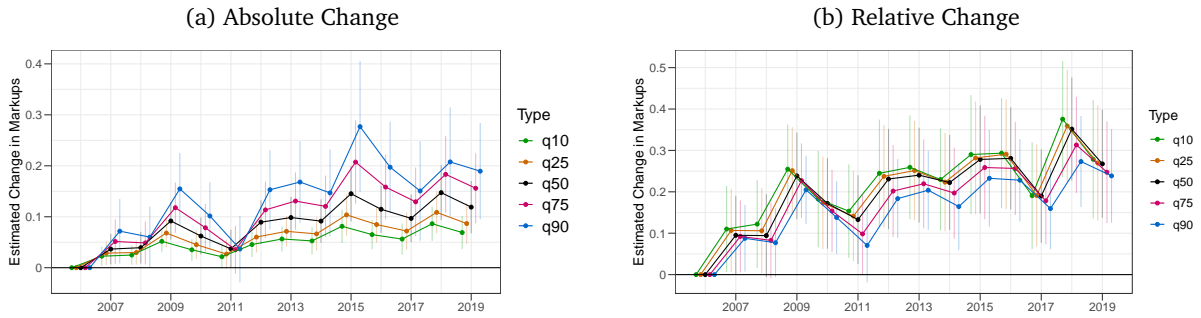 (a) Absolute Change
Estimated Change in Markups
0.4
0.3
0.2
0.1
0
2007 2009 2011 2013 2015 2017 2019
Type
q10
q25
q50
q75
q90
(b) Relative Change
Estimated Change in Markups
0.5
0.4
0.3
0.2
0.1
0
2007 2009 2011 2013 2015 2017 2019
Type
q10
q25
q50
q75
q90